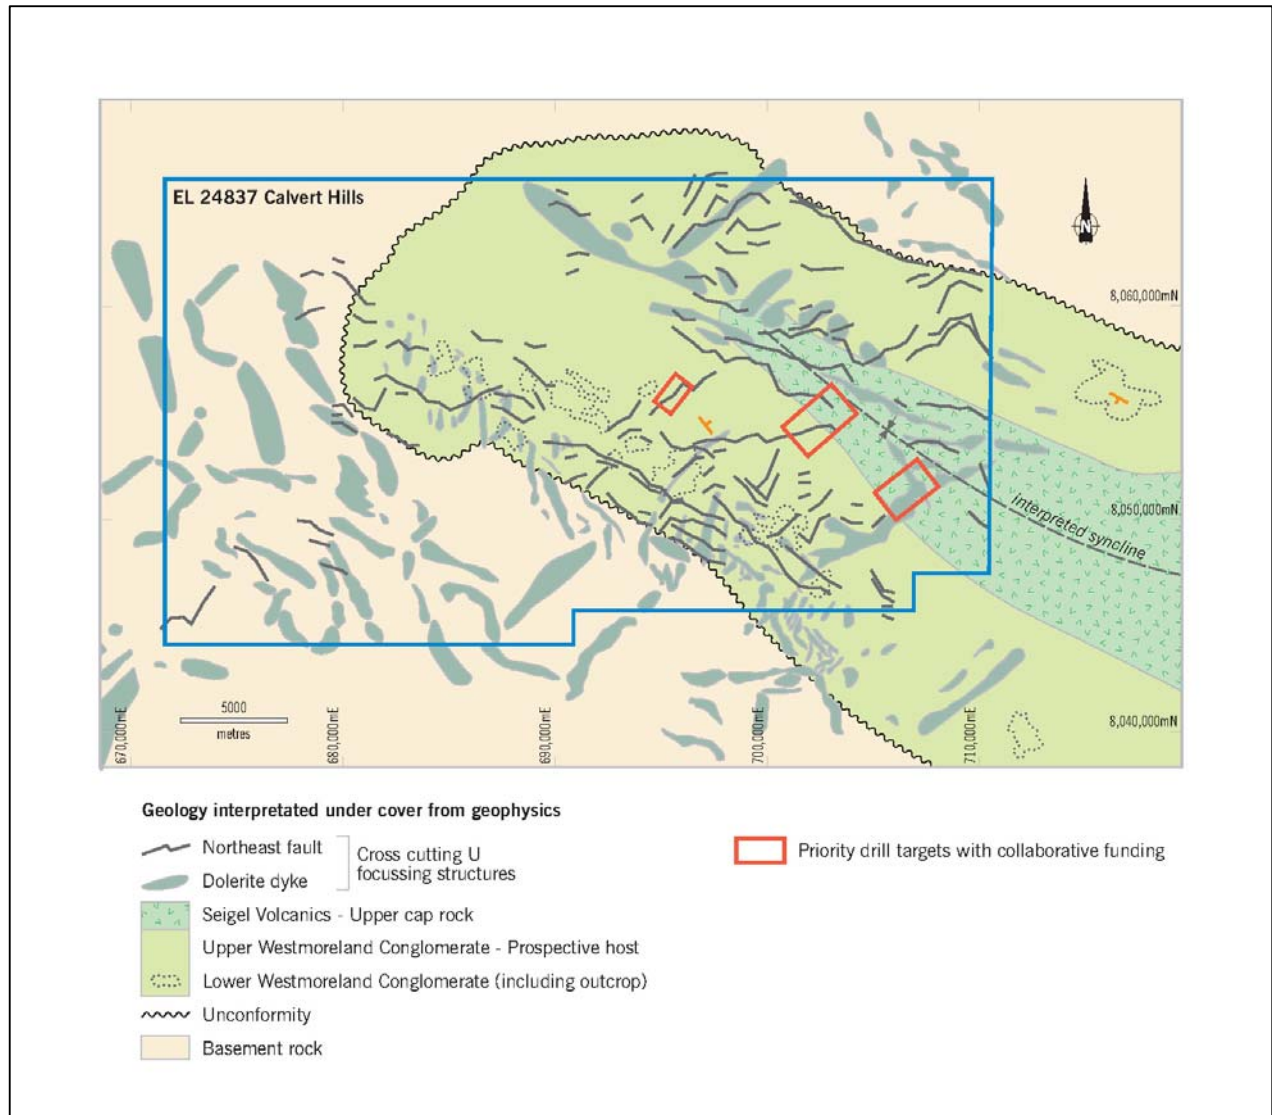 EL 24837 Calvert Hills
N
8,060,000mN
8,050,000mN
interpreted syncline
8,040,000mN
5000
metres
670,000mE
680,000mE
690,000mE
700,000mE
710,000mE
Geology interpretated under cover from geophysics
Northeast fault
Dolerite dyke
Cross cutting U
focussing structures
Seigel Volcanics - Upper cap rock
Upper Westmoreland Conglomerate - Prospective host
Lower Westmoreland Conglomerate (including outcrop)
Unconformity
Basement rock
Priority drill targets with collaborative funding